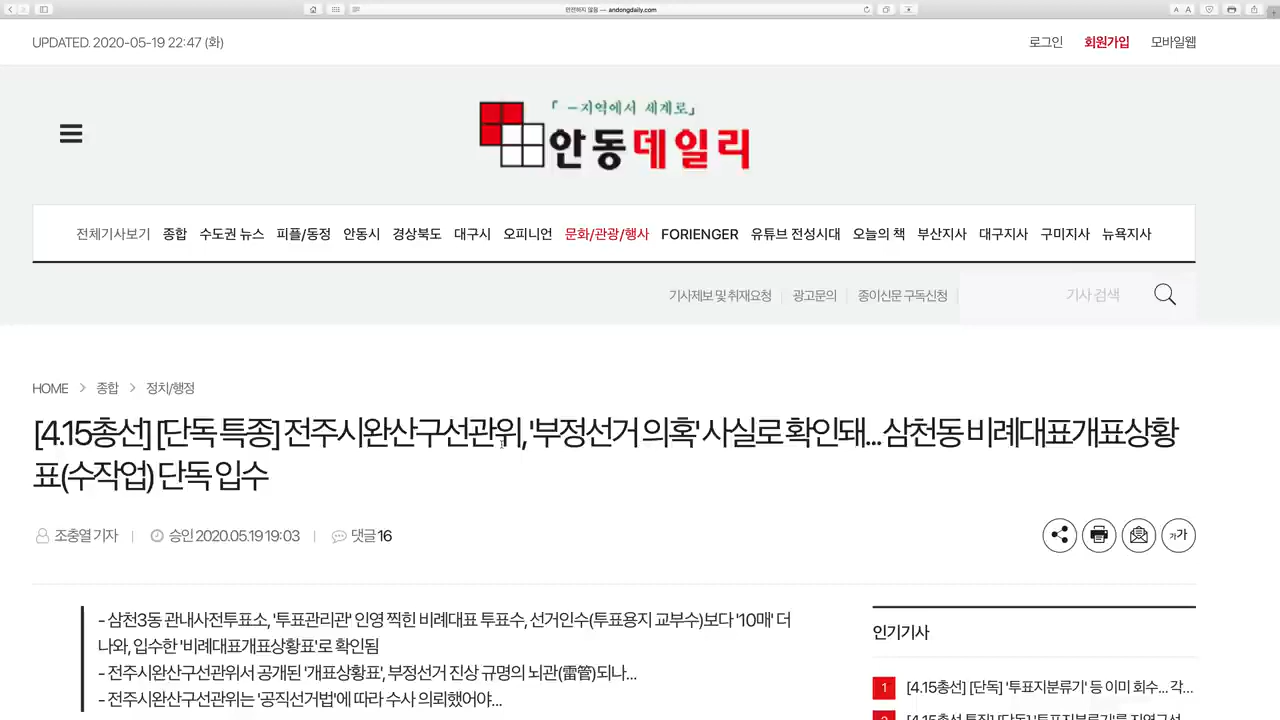 안전하지 않음 — andongdaily.com
UPDATED. 2020-05-19 22:47 (화)
로그인 회원가입 모바일웹
「 -지역에서 세계로」
안동데일리
전체기사보기 종합 수도권 뉴스 피플/동정 안동시 경상북도 대구시 오피니언 문화/관광/행사 FORIENGER 유튜브 전성시대 오늘의 책 부산지사 대구지사 구미지사 뉴욕지사
기사제보 및 취재요청 광고문의 종이신문 구독신청 기사 검색
HOME 종합 정치/행정
[4.15총선] [단독 특종] 전주시완산구선관위, '부정선거 의혹' 사실로 확인돼... 삼천동 비례대표개표상황
표(수작업) 단독 입수
조충열 기자 승인 2020.05.19 19:03 댓글 16
가가
- 삼천3동 관내사전투표소, '투표관리관' 인영 찍힌 비례대표 투표수, 선거인수(투표용지 교부수)보다 '10매' 더
나와, 입수한 '비례대표개표상황표'로 확인됨
- 전주시완산구선관위서 공개된 '개표상황표', 부정선거 진상 규명의 뇌관(雷管)되나...
- 전주시완산구선관위는 '공직선거법'에 따라 수사 의뢰했어야...
인기기사
1 [4.15총선] [단독] '투표지분류기' 등 이미 회수... 각...